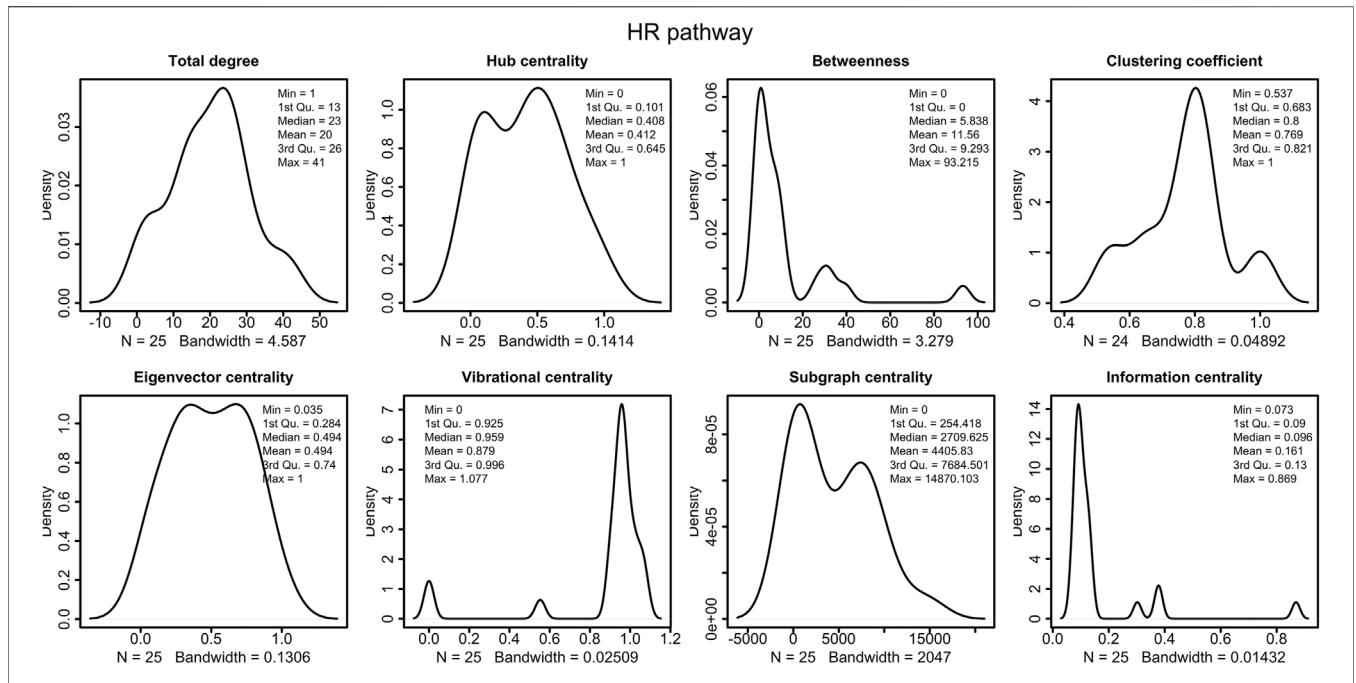 HR pathway
Total degree
Min = 1
1st Qu. = 13
Median = 23
Mean = 20
3rd Qu. = 26
Max = 41
Density
0.00 0.01 0.02 0.03
-10 0 10 20 30 40 50
N = 25 Bandwidth = 4.587
Hub centrality
Min = 0
1st Qu. = 0.101
Median = 0.408
Mean = 0.412
3rd Qu. = 0.645
Max = 1
Density
0.0 0.2 0.4 0.6 0.8 1.0
0.0 0.5 1.0
N = 25 Bandwidth = 0.1414
Betweenness
Min = 0
1st Qu. = 0
Median = 5.838
Mean = 11.56
3rd Qu. = 9.293
Max = 93.215
Density
0.00 0.02 0.04 0.06
0 20 40 60 80 100
N = 25 Bandwidth = 3.279
Clustering coefficient
Min = 0.537
1st Qu. = 0.683
Median = 0.8
Mean = 0.769
3rd Qu. = 0.821
Max = 1
Density
0 1 2 3 4
0.4 0.6 0.8 1.0
N = 24 Bandwidth = 0.04892
Eigenvector centrality
Min = 0.035
1st Qu. = 0.284
Median = 0.494
Mean = 0.494
3rd Qu. = 0.74
Max = 1
Density
0.0 0.2 0.4 0.6 0.8 1.0
0.0 0.5 1.0
N = 25 Bandwidth = 0.1306
Vibrational centrality
Min = 0
1st Qu. = 0.925
Median = 0.959
Mean = 0.879
3rd Qu. = 0.996
Max = 1.077
Density
0 1 2 3 4 5 6 7
0.0 0.2 0.4 0.6 0.8 1.0 1.2
N = 25 Bandwidth = 0.02509
Subgraph centrality
Min = 0
1st Qu. = 254.418
Median = 2709.625
Mean = 4405.83
3rd Qu. = 7684.501
Max = 14870.103
Density
0e+00 4e-05 8e-05
-5000 0 5000 15000
N = 25 Bandwidth = 2047
Information centrality
Min = 0.073
1st Qu. = 0.09
Median = 0.096
Mean = 0.161
3rd Qu. = 0.13
Max = 0.869
Density
0 2 4 6 8 10 12 14
0.0 0.2 0.4 0.6 0.8
N = 25 Bandwidth = 0.01432